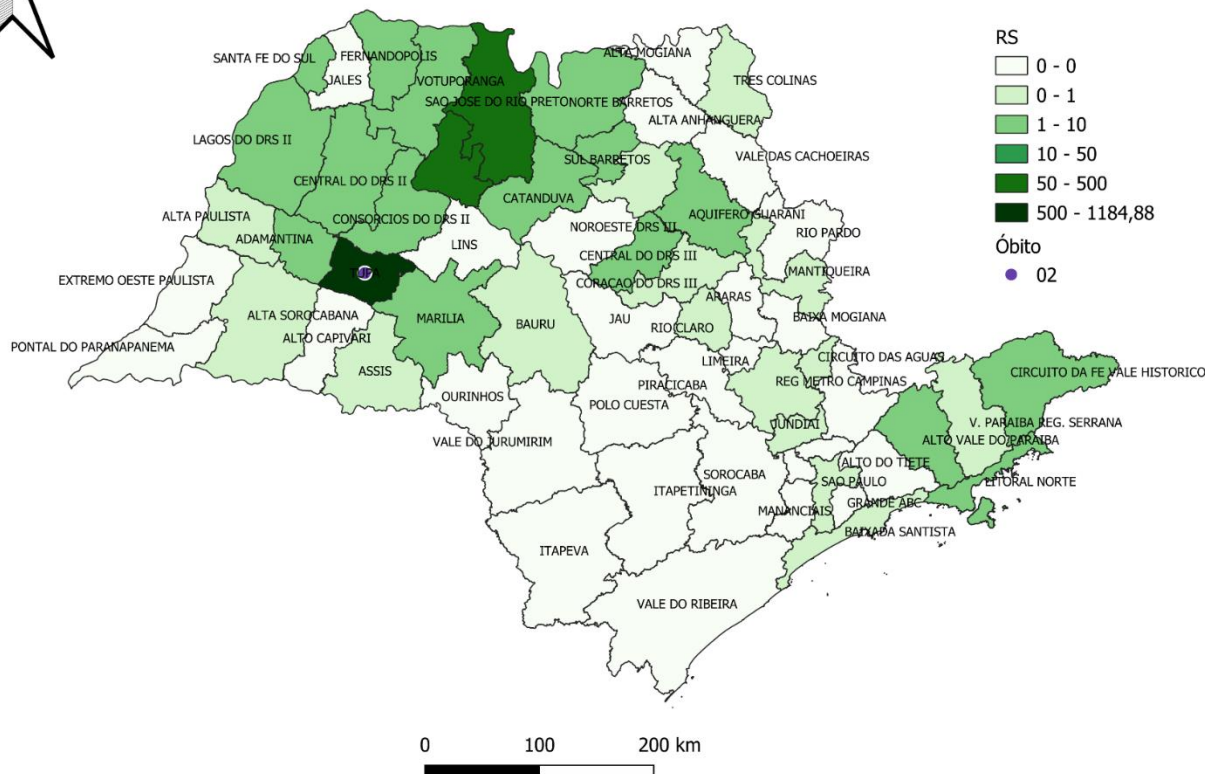 ALTA MOGIANA
SANTA FE DO SUL
FERNANDOPOLIS
JALES
VOTUPORANGA
TRES COLINAS
SAO JOSE DO RIO PRETO
NORTE BARRETOS
ALTA ANHANGUERA
LAGOS DO DRS II
SUL BARRETOS
VALE DAS CACHOEIRAS
CENTRAL DO DRS II
CATANDUVA
ALTA PAULISTA
CONSORCIOS DO DRS II
AQUIFERO GUARANI
ADAMANTINA
NOROESTE DRS III
RIO PARDO
LINS
CENTRAL DO DRS III
EXTREMO OESTE PAULISTA
TUPA
MANTIQUEIRA
CORACAO DO DRS III
ARARAS
ALTA SOROCABANA
MARILIA
BAURU
JAU
RIO CLARO
BAIXA MOGIANA
ALTO CAPIVARI
PONTAL DO PARANAPANEMA
LIMEIRA
CIRCUITO DAS AGUAS
ASSIS
PIRACICABA
REG METRO CAMPINAS
CIRCUITO DA FE VALE HISTORICO
OURINHOS
POLO CUESTA
JUNDIAI
V. PARAIBA REG. SERRANA
VALE DO JURUMIRIM
ALTO VALE DO PARAIBA
ALTO DO TIETE
SOROCABA
SAO PAULO
LITORAL NORTE
ITAPETININGA
GRANDE ABC
MANANCIAIS
BAIXADA SANTISTA
ITAPEVA
VALE DO RIBEIRA
RS
0 - 0
0 - 1
1 - 10
10 - 50
50 - 500
500 - 1184,88
Óbito
02
0 100 200 km